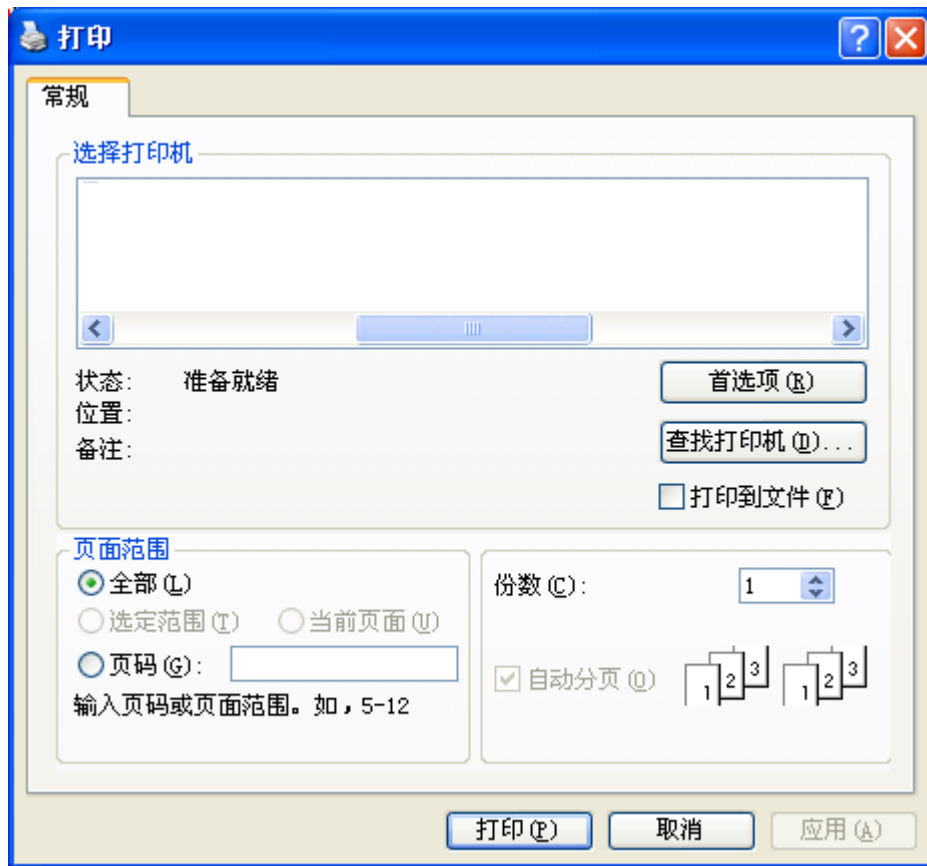 打印
常规
选择打印机
状态: 准备就绪
位置:
备注:
首选项(R)
查找打印机(D)...
打印到文件(F)
页面范围
全部(L)
选定范围(T) 当前页面(U)
页码(G):
输入页码或页面范围。如，5-12
份数(C): 1
自动分页(O)
1 2 3 1 2 3
打印(P) 取消 应用(A)